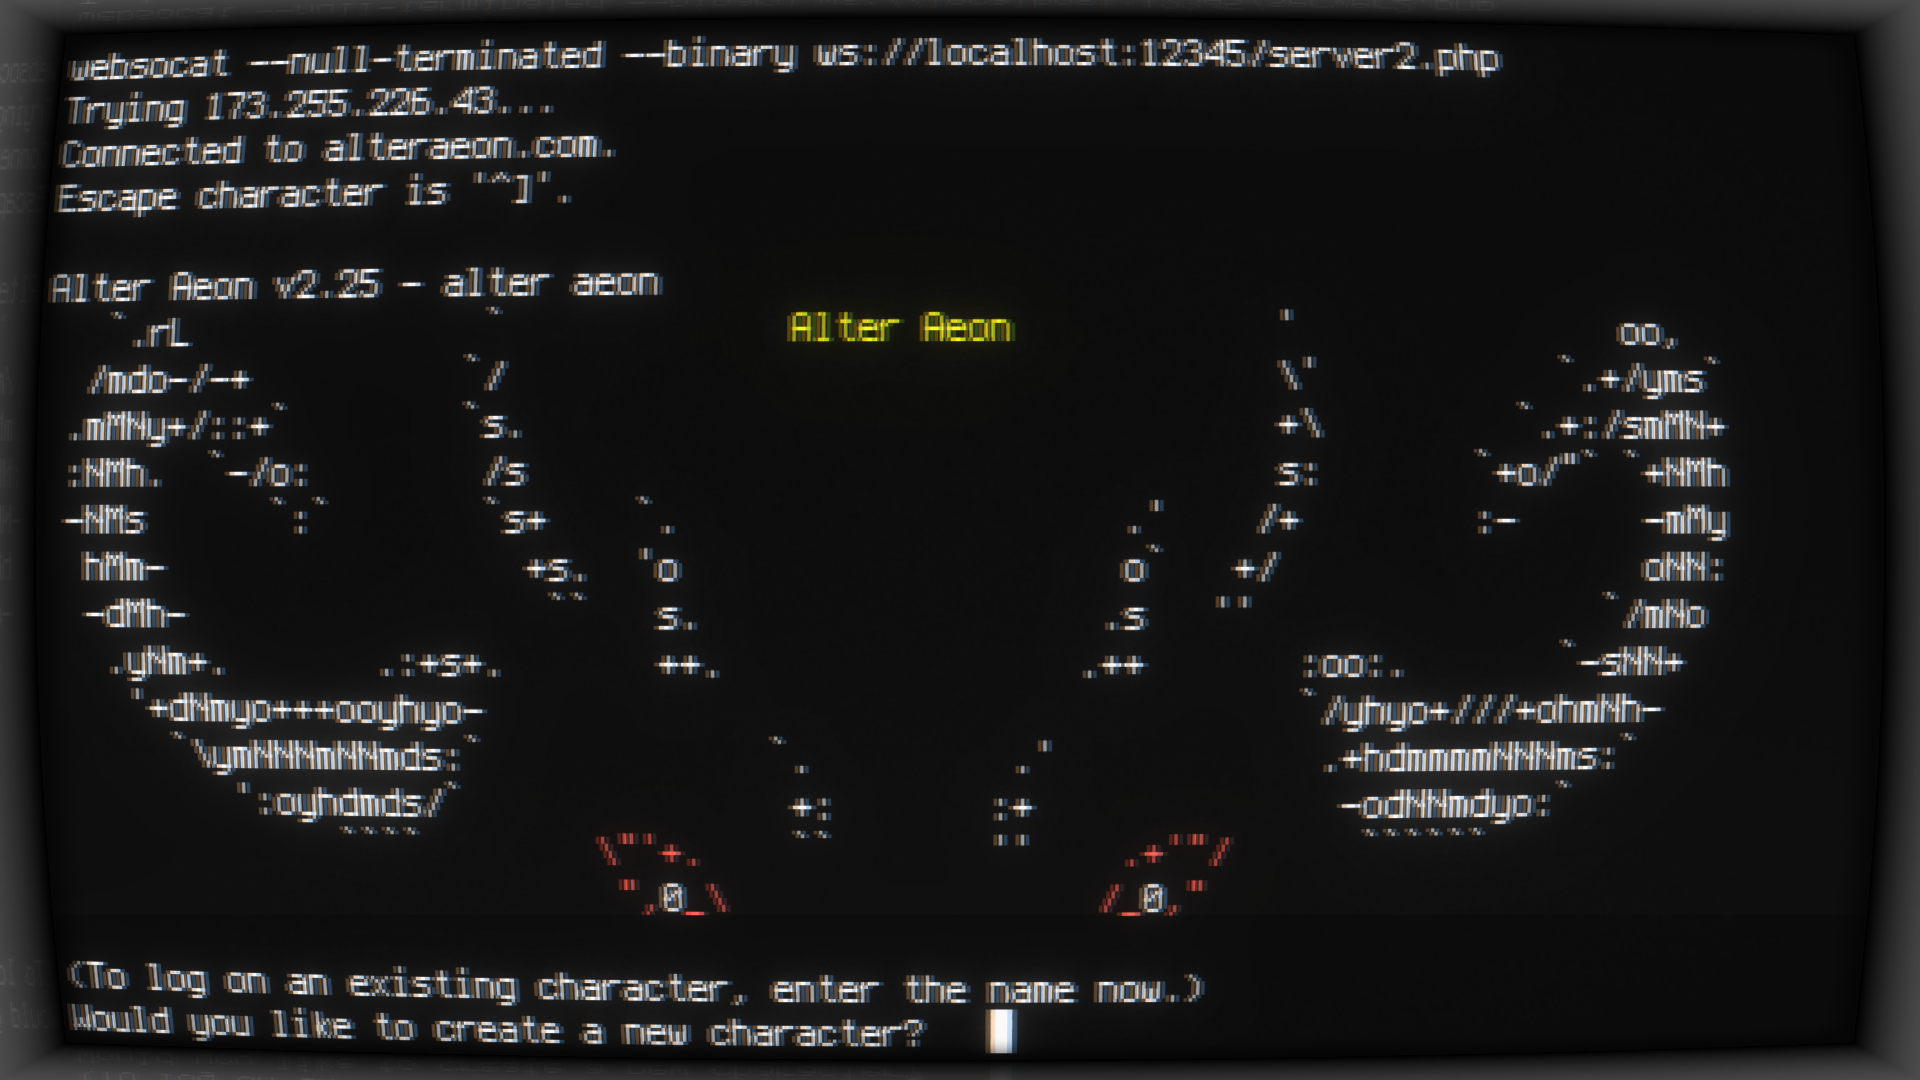 websocat --null-terminated --binary ws://localhost:12345/server2.php
Trying 173.255.226.43...
Connected to alteraeon.com.
Escape character is '^]'.
Alter Aeon v2.25 - alter aeon
Alter Aeon
(To log on an existing character, enter the name now.)
Would you like to create a new character?